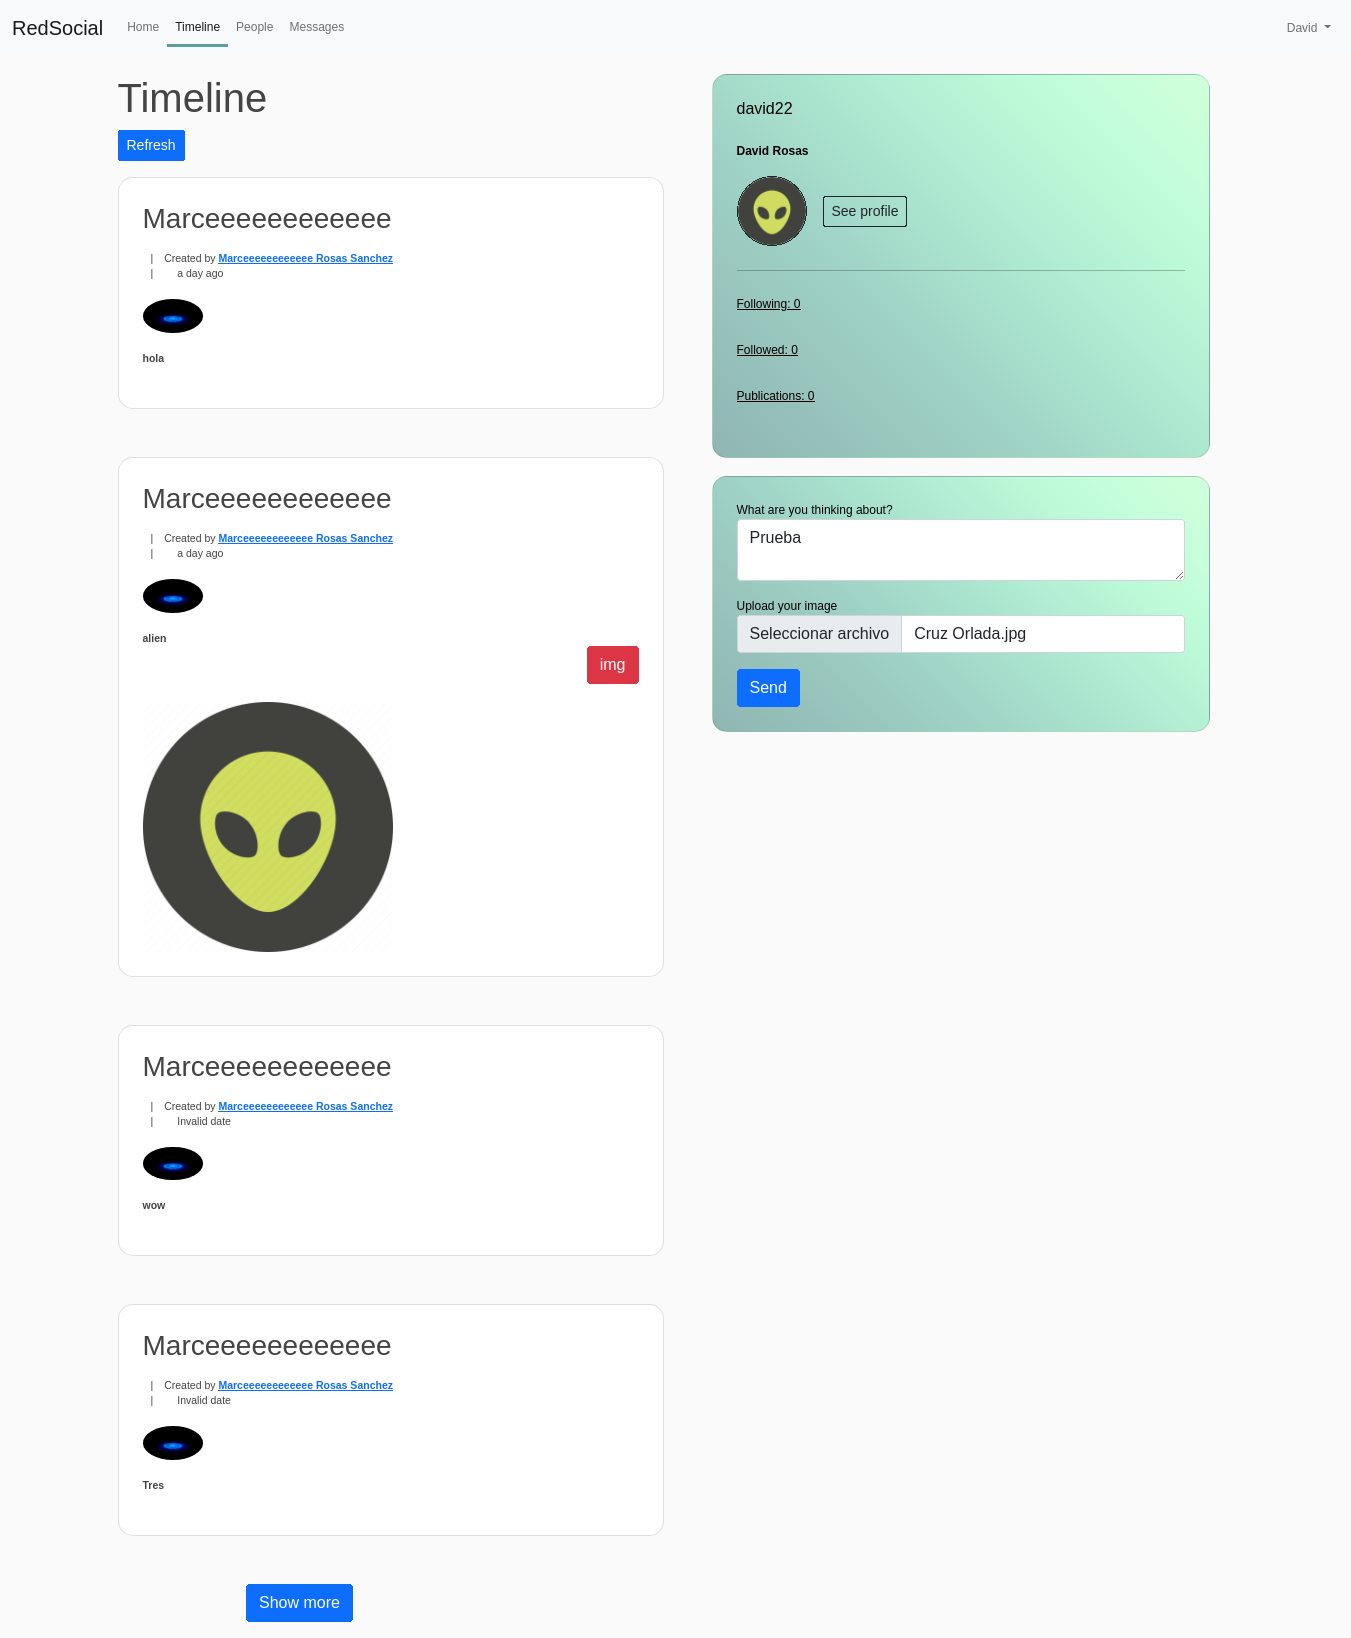 RedSocial Home Timeline People Messages David
Timeline
Refresh
Marceeeeeeeeeeee
| Created by Marceeeeeeeeeeee Rosas Sanchez
| a day ago
hola
Marceeeeeeeeeeee
| Created by Marceeeeeeeeeeee Rosas Sanchez
| a day ago
alien
img
Marceeeeeeeeeeee
| Created by Marceeeeeeeeeeee Rosas Sanchez
| Invalid date
wow
Marceeeeeeeeeeee
| Created by Marceeeeeeeeeeee Rosas Sanchez
| Invalid date
Tres
Show more
david22
David Rosas
See profile
Following: 0
Followed: 0
Publications: 0
What are you thinking about?
Prueba
Upload your image
Seleccionar archivo Cruz Orlada.jpg
Send